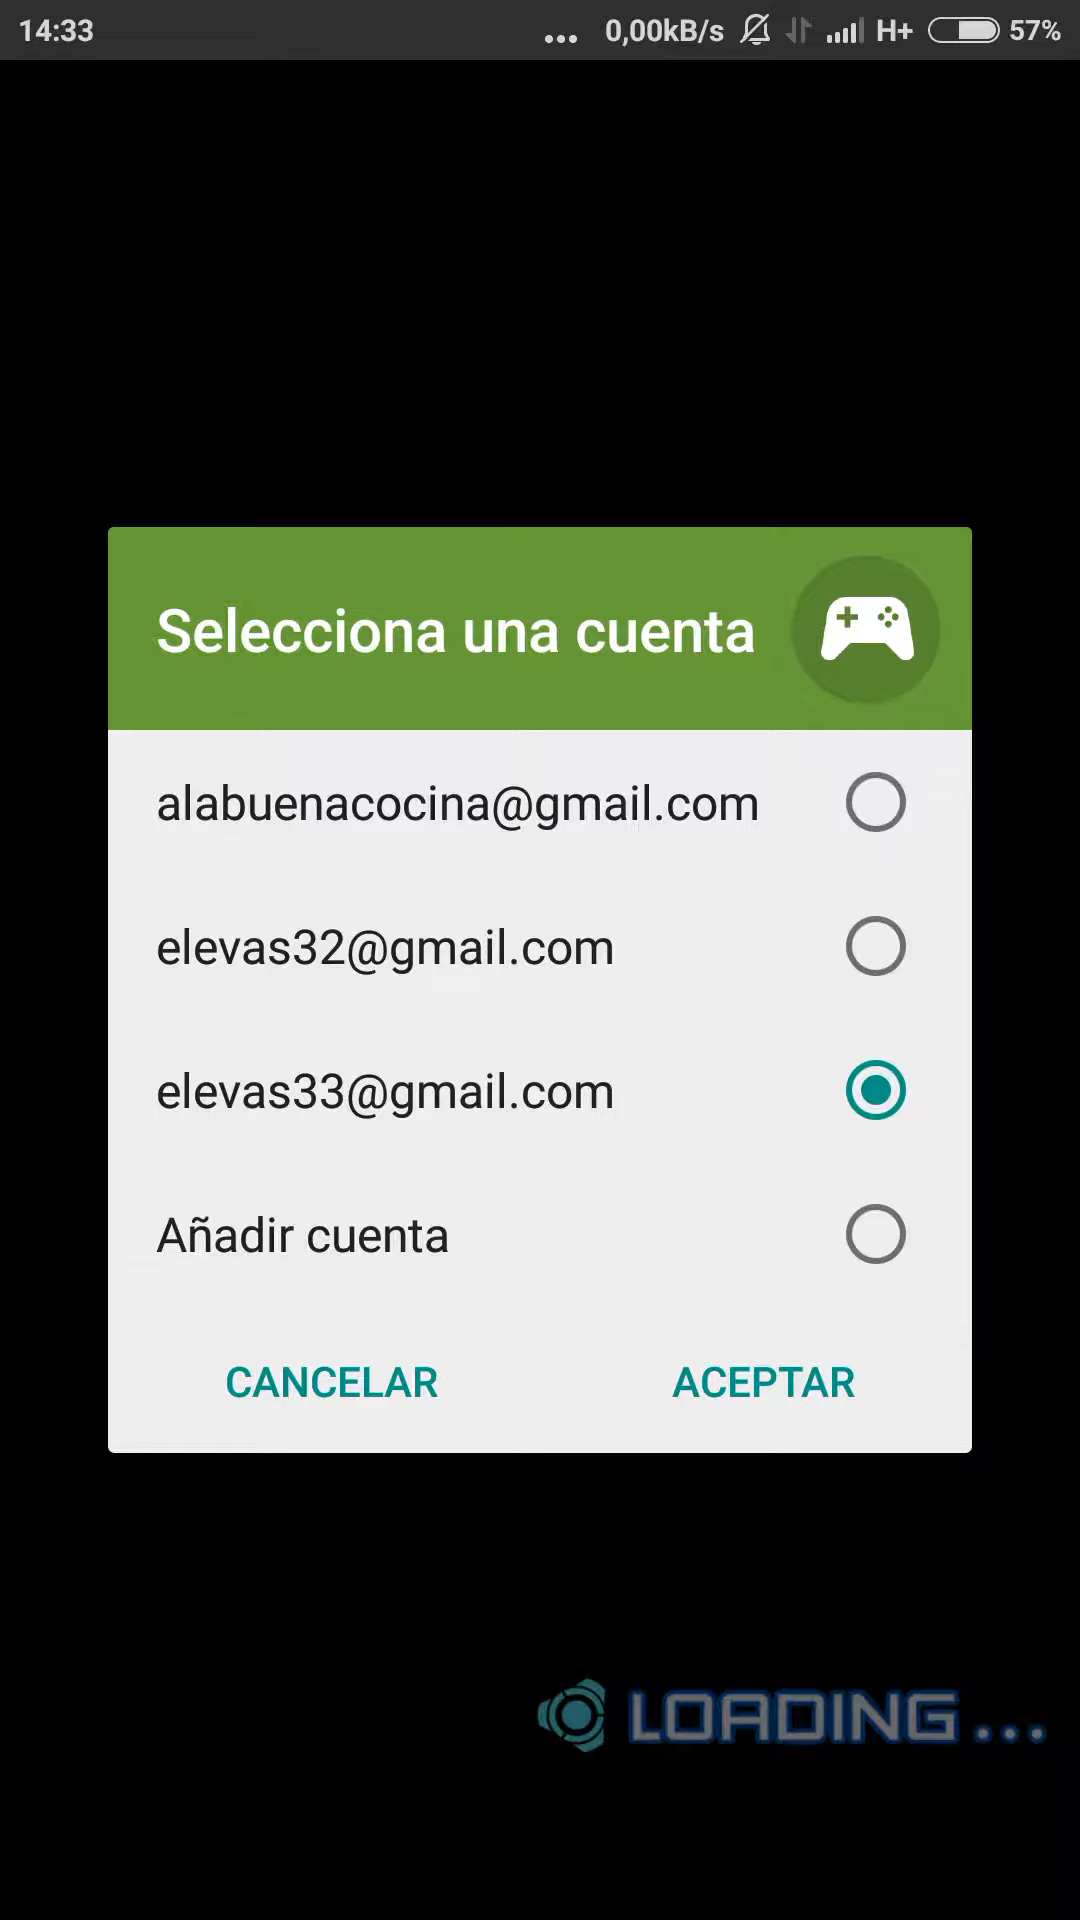 14:33 ... 0,00kB/s H+ 57%
Selecciona una cuenta
alabuenacocina@gmail.com
elevas32@gmail.com
elevas33@gmail.com
Añadir cuenta
CANCELAR ACEPTAR
LOADING...